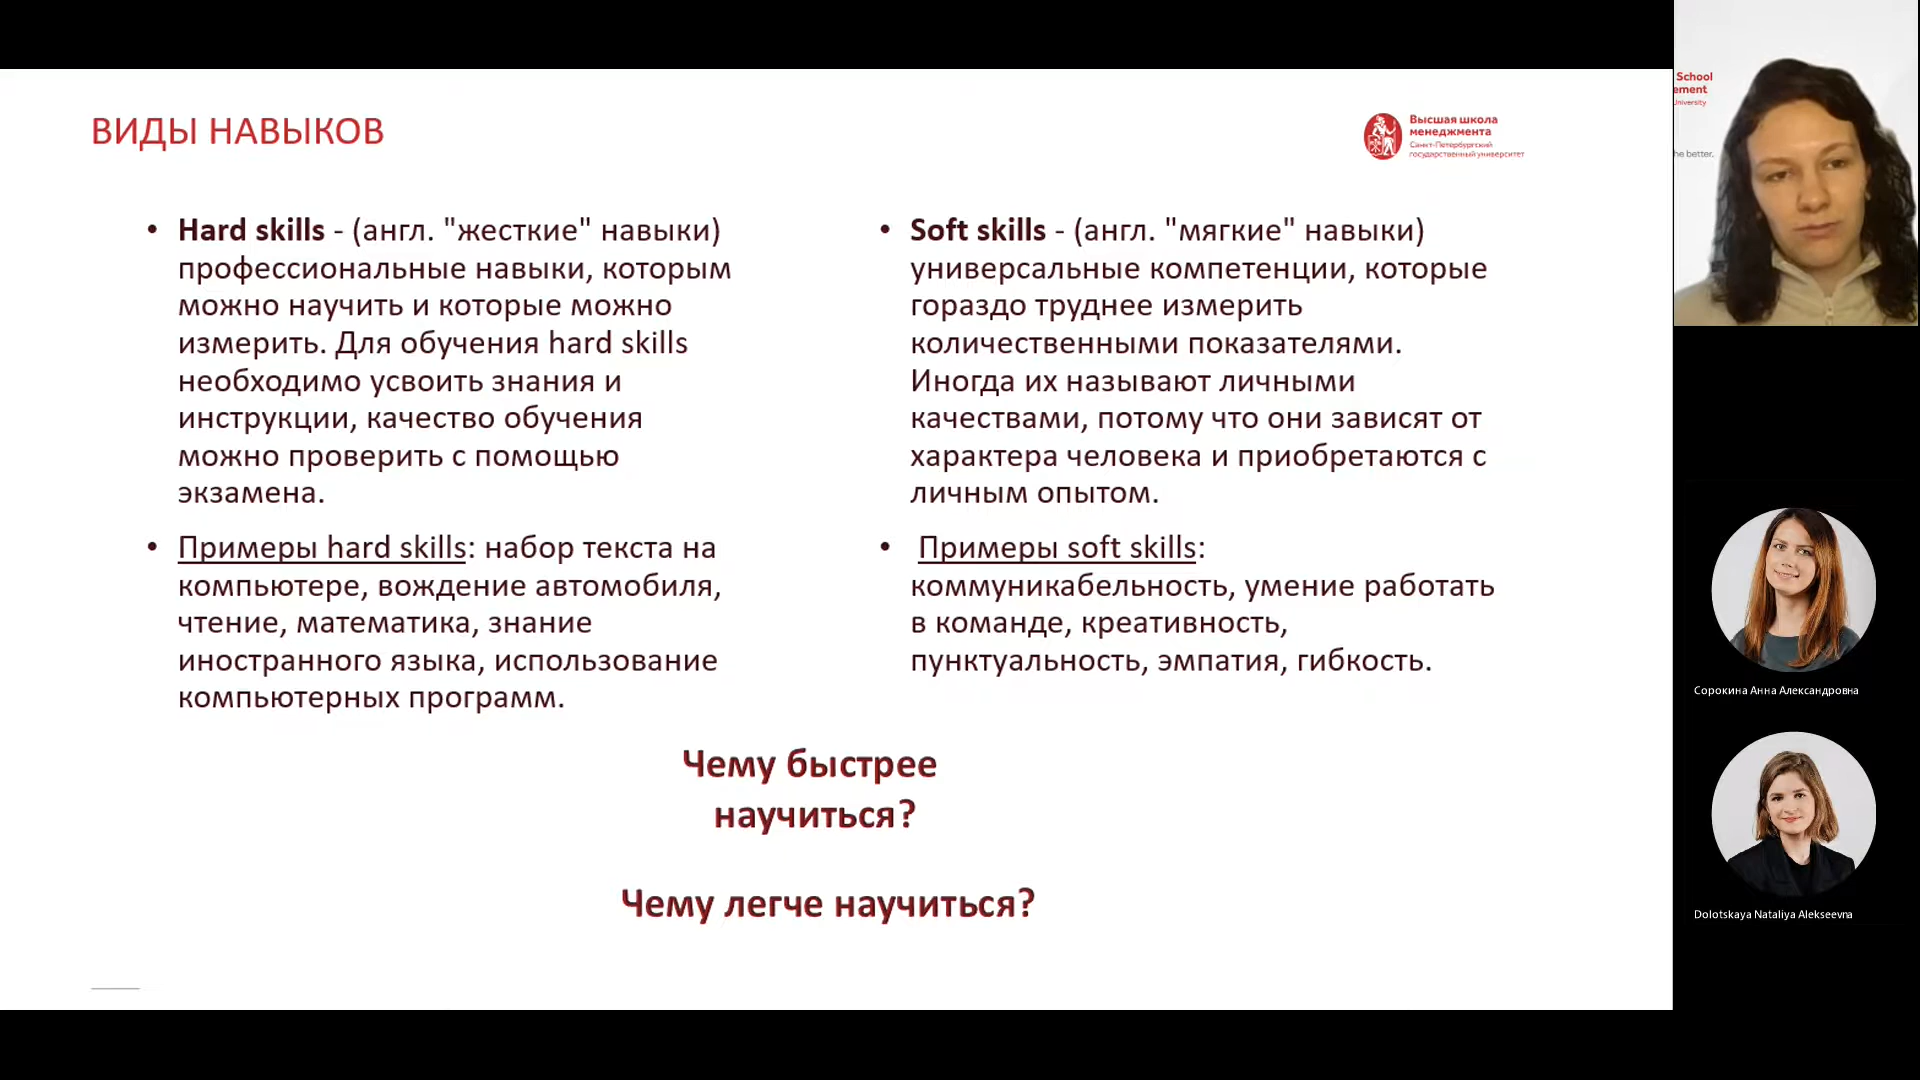 ВИДЫ НАВЫКОВ
Высшая школа
менеджмента
Санкт-Петербургский
государственный университет
• Hard skills - (англ. "жесткие" навыки)
профессиональные навыки, которым
можно научить и которые можно
измерить. Для обучения hard skills
необходимо усвоить знания и
инструкции, качество обучения
можно проверить с помощью
экзамена.
• Примеры hard skills: набор текста на
компьютере, вождение автомобиля,
чтение, математика, знание
иностранного языка, использование
компьютерных программ.
• Soft skills - (англ. "мягкие" навыки)
универсальные компетенции, которые
гораздо труднее измерить
количественными показателями.
Иногда их называют личными
качествами, потому что они зависят от
характера человека и приобретаются с
личным опытом.
• Примеры soft skills:
коммуникабельность, умение работать
в команде, креативность,
пунктуальность, эмпатия, гибкость.
Чему быстрее
научиться?
Чему легче научиться?
School
ement
University
he better.
Сорокина Анна Александровна
Dolotskaya Nataliya Alekseevna